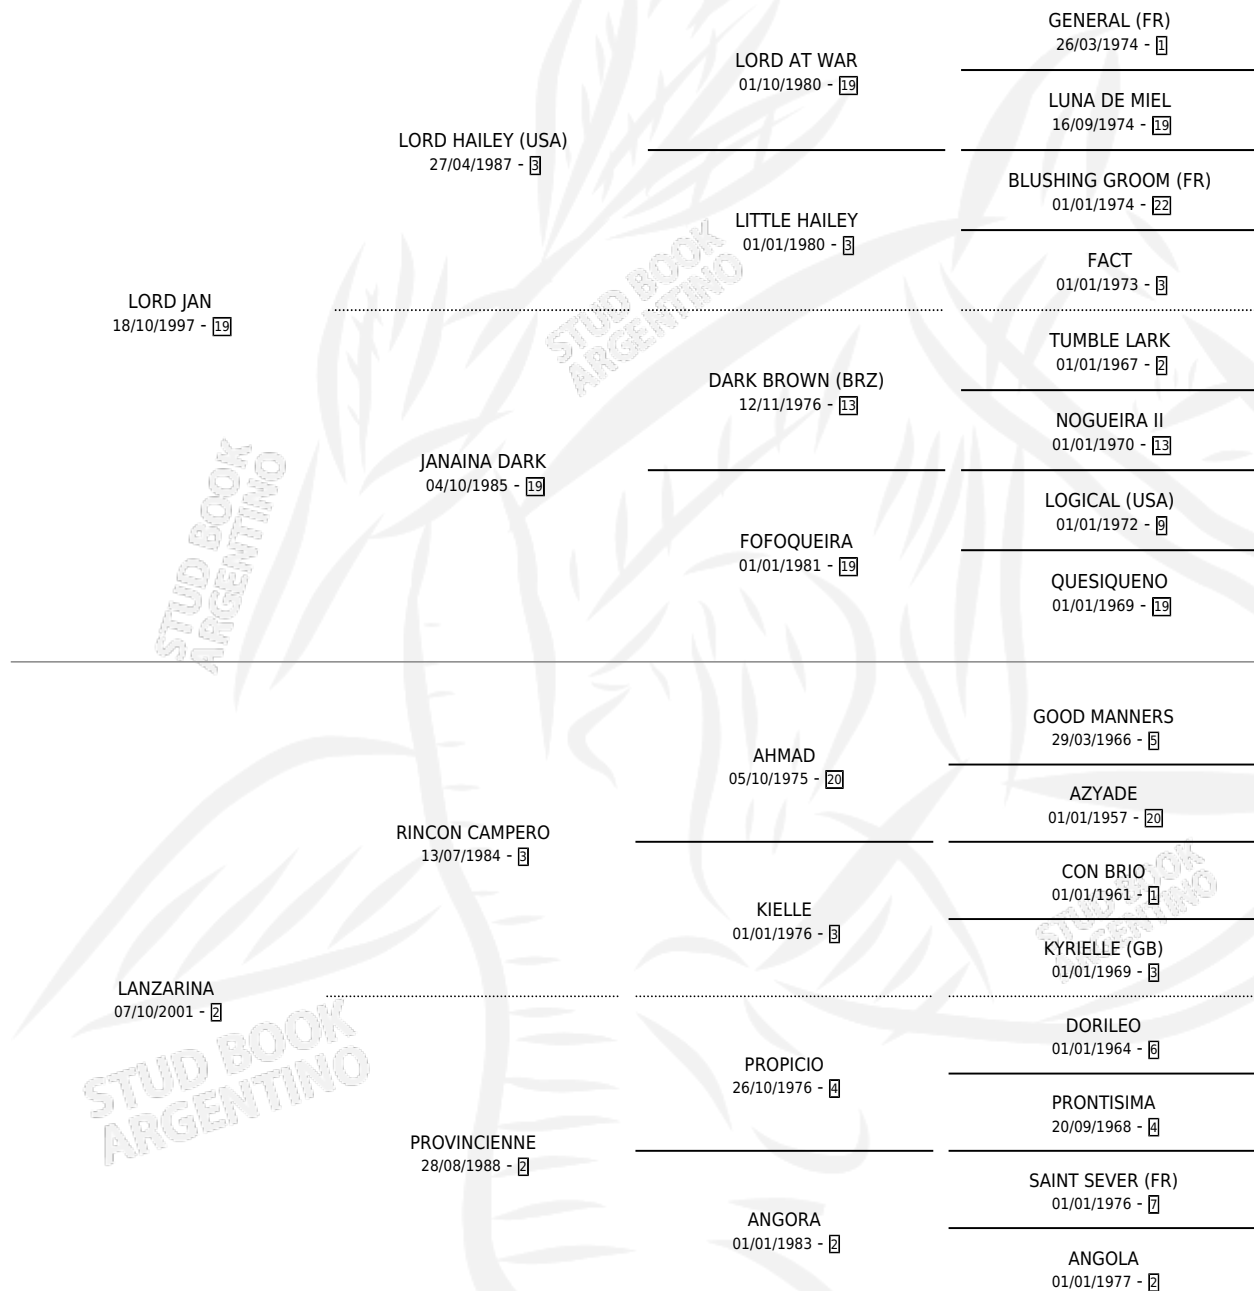 GENERAL (FR)
26/03/1974 - 1
LORD AT WAR
01/10/1980 - 19
LUNA DE MIEL
16/09/1974 - 19
LORD HAILEY (USA)
27/04/1987 - 3
BLUSHING GROOM (FR)
01/01/1974 - 22
LITTLE HAILEY
01/01/1980 - 3
FACT
01/01/1973 - 3
LORD JAN
18/10/1997 - 19
TUMBLE LARK
01/01/1967 - 2
DARK BROWN (BRZ)
12/11/1976 - 13
NOGUEIRA II
01/01/1970 - 13
JANAINA DARK
04/10/1985 - 19
LOGICAL (USA)
01/01/1972 - 9
FOFOQUEIRA
01/01/1981 - 19
QUESIQUENO
01/01/1969 - 19
GOOD MANNERS
29/03/1966 - 5
AHMAD
05/10/1975 - 20
AZYADE
01/01/1957 - 20
RINCON CAMPERO
13/07/1984 - 3
CON BRIO
01/01/1961 - 1
KIELLE
01/01/1976 - 3
KYRIELLE (GB)
01/01/1969 - 3
LANZARINA
07/10/2001 - 2
DORILEO
01/01/1964 - 6
PROPICIO
26/10/1976 - 4
PRONTISIMA
20/09/1968 - 4
PROVINCIENNE
28/08/1988 - 2
SAINT SEVER (FR)
01/01/1976 - 7
ANGORA
01/01/1983 - 2
ANGOLA
01/01/1977 - 2
STUD BOOK
ARGENTINO
STUD BOOK
ARGENTINO
STUD BOOK
ARGENTINO
STUD BOOK
ARGENTINO